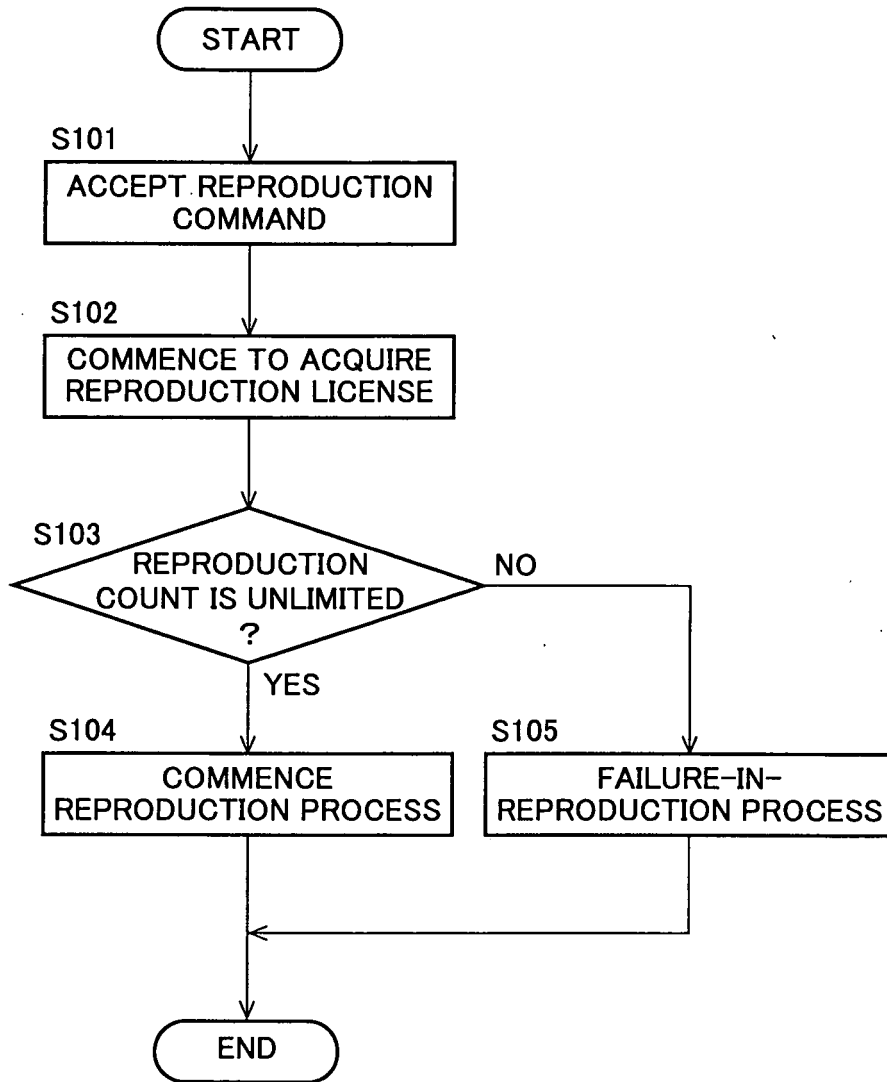 START
S101
ACCEPT REPRODUCTION
COMMAND
S102
COMMENCE TO ACQUIRE
REPRODUCTION LICENSE
S103
REPRODUCTION
COUNT IS UNLIMITED
?
NO
YES
S104
COMMENCE
REPRODUCTION PROCESS
S105
FAILURE-IN-
REPRODUCTION PROCESS
END